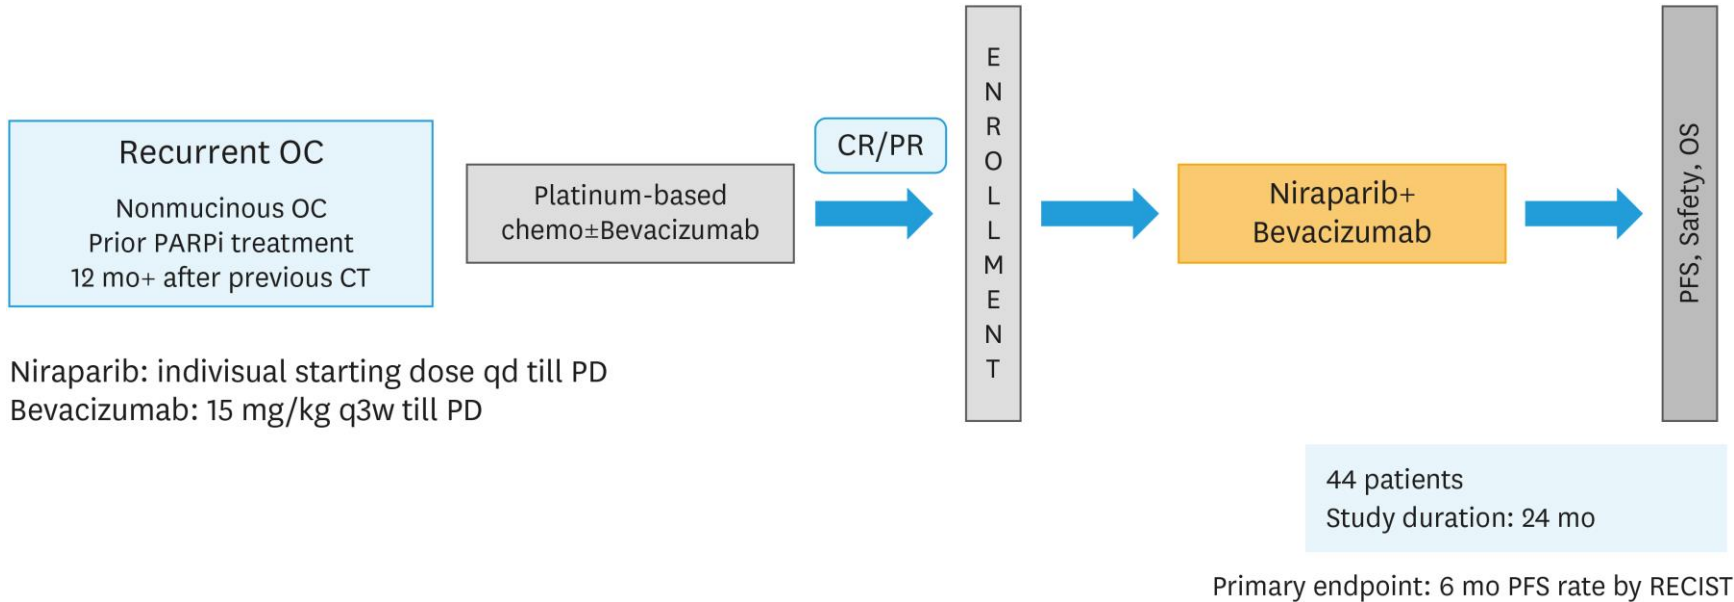 Recurrent OC
Nonmucinous OC
Prior PARPi treatment
12 mo+ after previous CT
Platinum-based
chemo±Bevacizumab
CR/PR
ENROLLMENT
Niraparib+
Bevacizumab
PFS, Safety, OS
Niraparib: indivisual starting dose qd till PD
Bevacizumab: 15 mg/kg q3w till PD
44 patients
Study duration: 24 mo
Primary endpoint: 6 mo PFS rate by RECIST